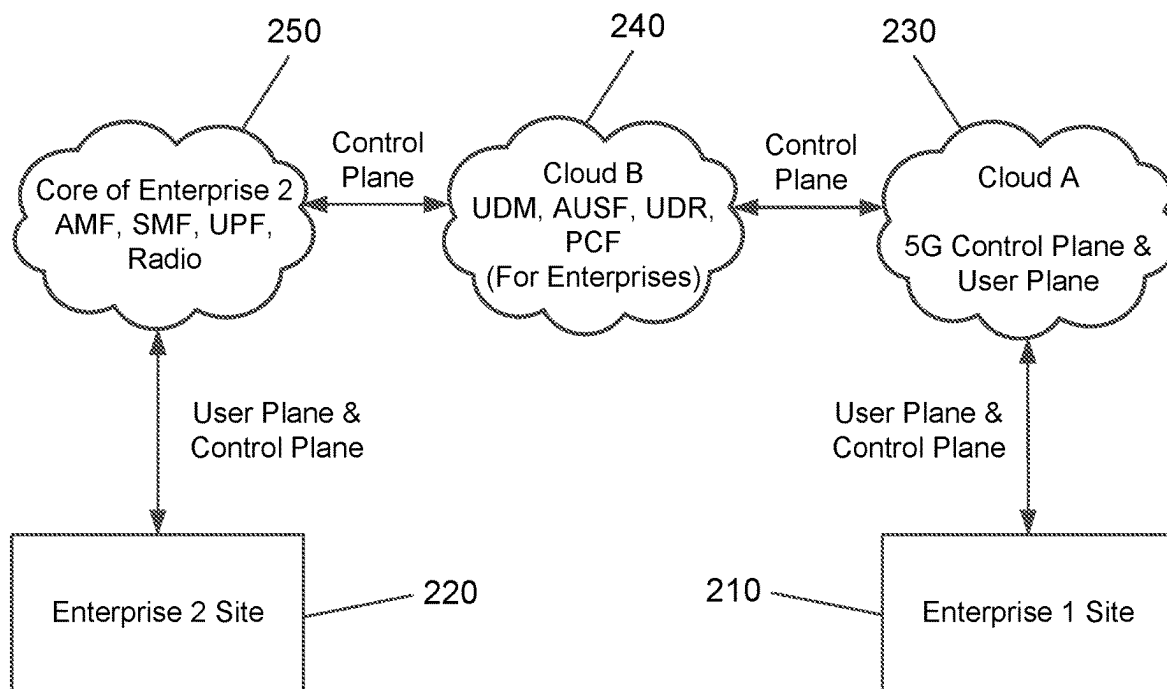 250
240
230
Control
Plane
Control
Plane
Core of Enterprise 2
AMF, SMF, UPF,
Radio
Cloud B
UDM, AUSF, UDR,
PCF
(For Enterprises)
Cloud A
5G Control Plane &
User Plane
User Plane &
Control Plane
User Plane &
Control Plane
Enterprise 2 Site
220
210
Enterprise 1 Site